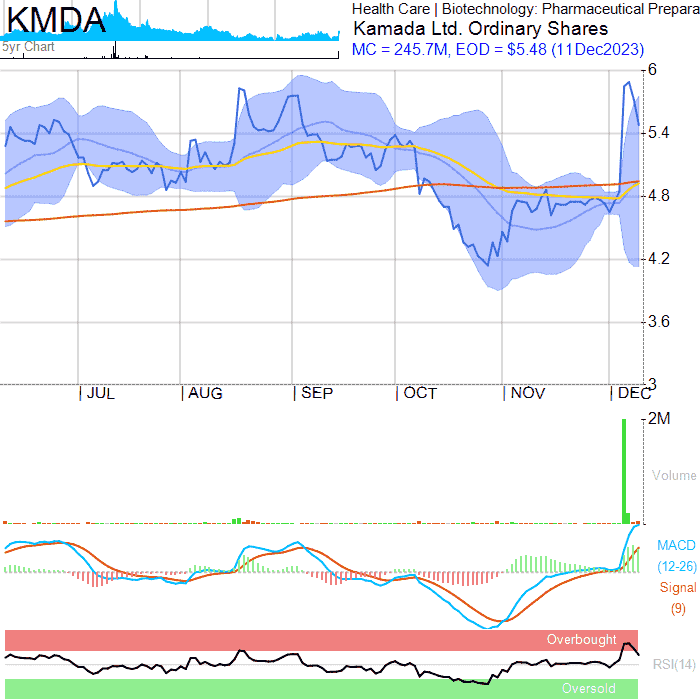 KMDA
5yr Chart
Health Care | Biotechnology: Pharmaceutical Prepara
Kamada Ltd. Ordinary Shares
MC = 245.7M, EOD = $5.48 (11Dec2023)
6
5.4
4.8
4.2
3.6
3
| JUL | AUG | SEP | OCT | NOV | DEC
2M
Volume
MACD
(12-26)
Signal
(9)
Overbought
RSI(14)
Oversold